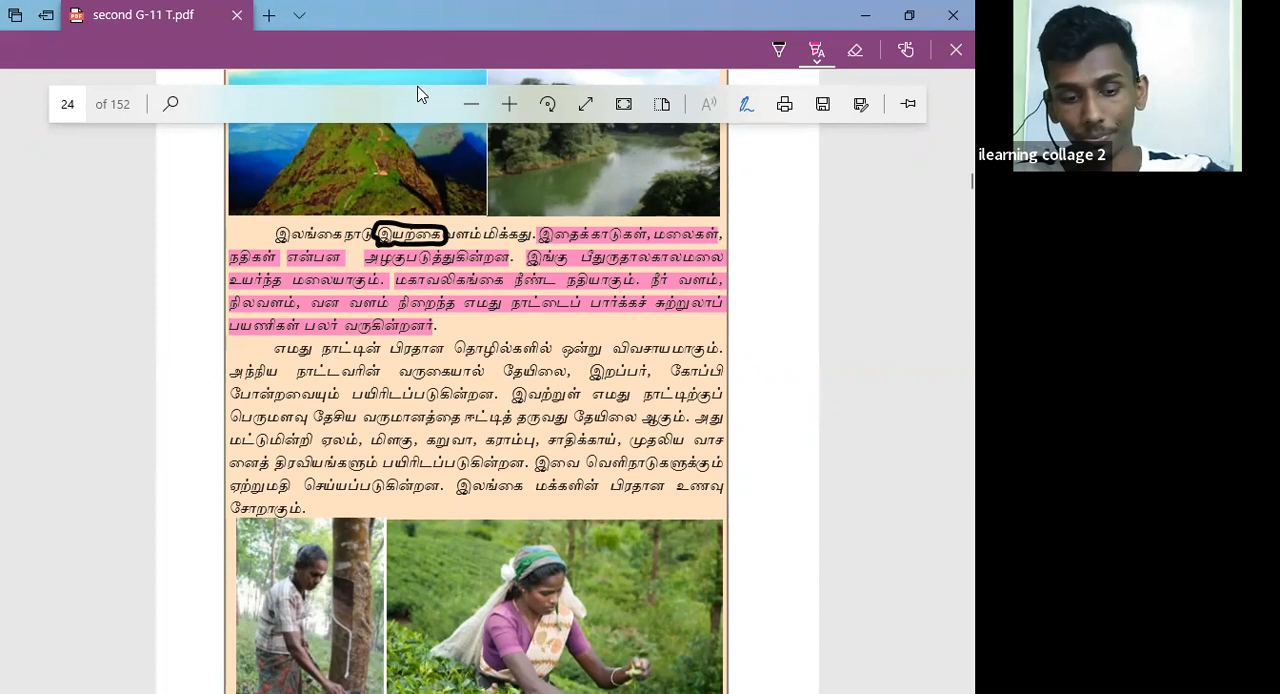 second G-11 T.pdf
24 of 152
ilearning collage 2
இலங்கை நாடு இயற்கை வளம் மிக்கது. இதைக்காடுகள், மலைகள்,
நதிகள் என்பன அழகுபடுத்துகின்றன. இங்கு பீதுருதாலகாலமலை
உயர்ந்த மலையாகும். மகாவலிகங்கை நீண்ட நதியாகும். நீர் வளம்,
நிலவளம், வன வளம் நிறைந்த எமது நாட்டைப் பார்க்கச் சுற்றுலாப்
பயணிகள் பலர் வருகின்றனர்.
எமது நாட்டின் பிரதான தொழில்களில் ஒன்று விவசாயமாகும்.
அந்நிய நாட்டவரின் வருகையால் தேயிலை, இறப்பர், கோப்பி
போன்றவையும் பயிரிடப்படுகின்றன. இவற்றுள் எமது நாட்டிற்குப்
பெருமளவு தேசிய வருமானத்தை ஈட்டித் தருவது தேயிலை ஆகும். அது
மட்டுமின்றி ஏலம், மிளகு, கறுவா, கராம்பு, சாதிக்காய், முதலிய வாச
னைத் திரவியங்களும் பயிரிடப்படுகின்றன. இவை வெளிநாடுகளுக்கும்
ஏற்றுமதி செய்யப்படுகின்றன. இலங்கை மக்களின் பிரதான உணவு
சோறாகும்.